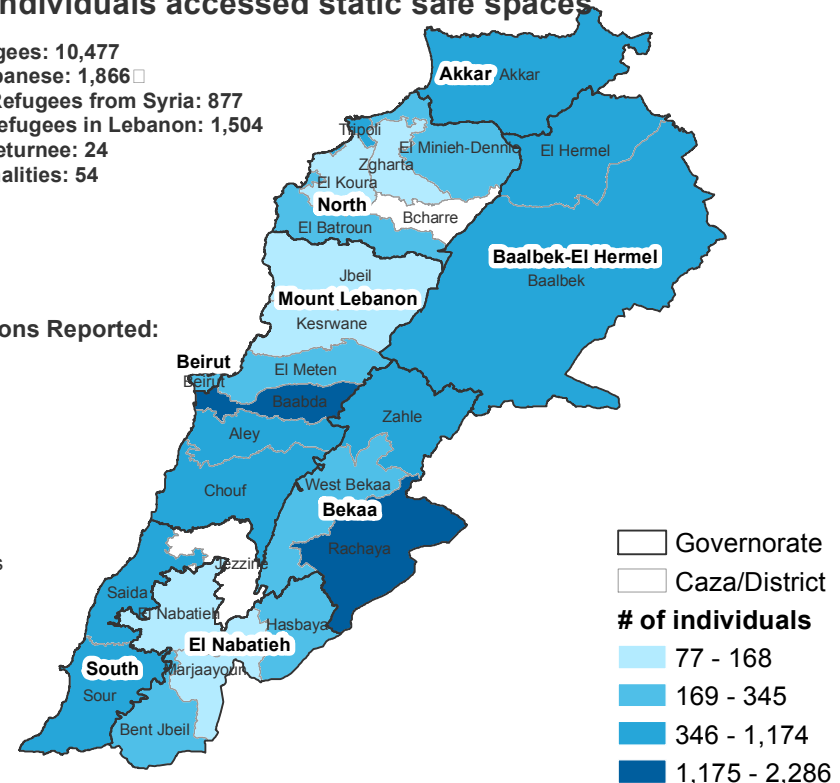 individuals accessed static safe spaces
gees: 10,477
banese: 1,866
Refugees from Syria: 877
efugees in Lebanon: 1,504
eturnee: 24
alities: 54
ons Reported:
s
Akkar
Akkar
Tripoli
El Minieh-Dennie
El Hermel
Zgharta
El Koura
North
Bcharre
El Batroun
Baalbek-El Hermel
Baalbek
Jbeil
Mount Lebanon
Kesrwane
Beirut
El Meten
Beirut
Baabda
Zahle
Aley
West Bekaa
Chouf
Bekaa
Rachaya
Jezzine
Saida
El Nabatieh
Hasbaya
El Nabatieh
South
Marjaayoun
Sour
Bent Jbeil
Governorate
Caza/District
# of individuals
77 - 168
169 - 345
346 - 1,174
1,175 - 2,286